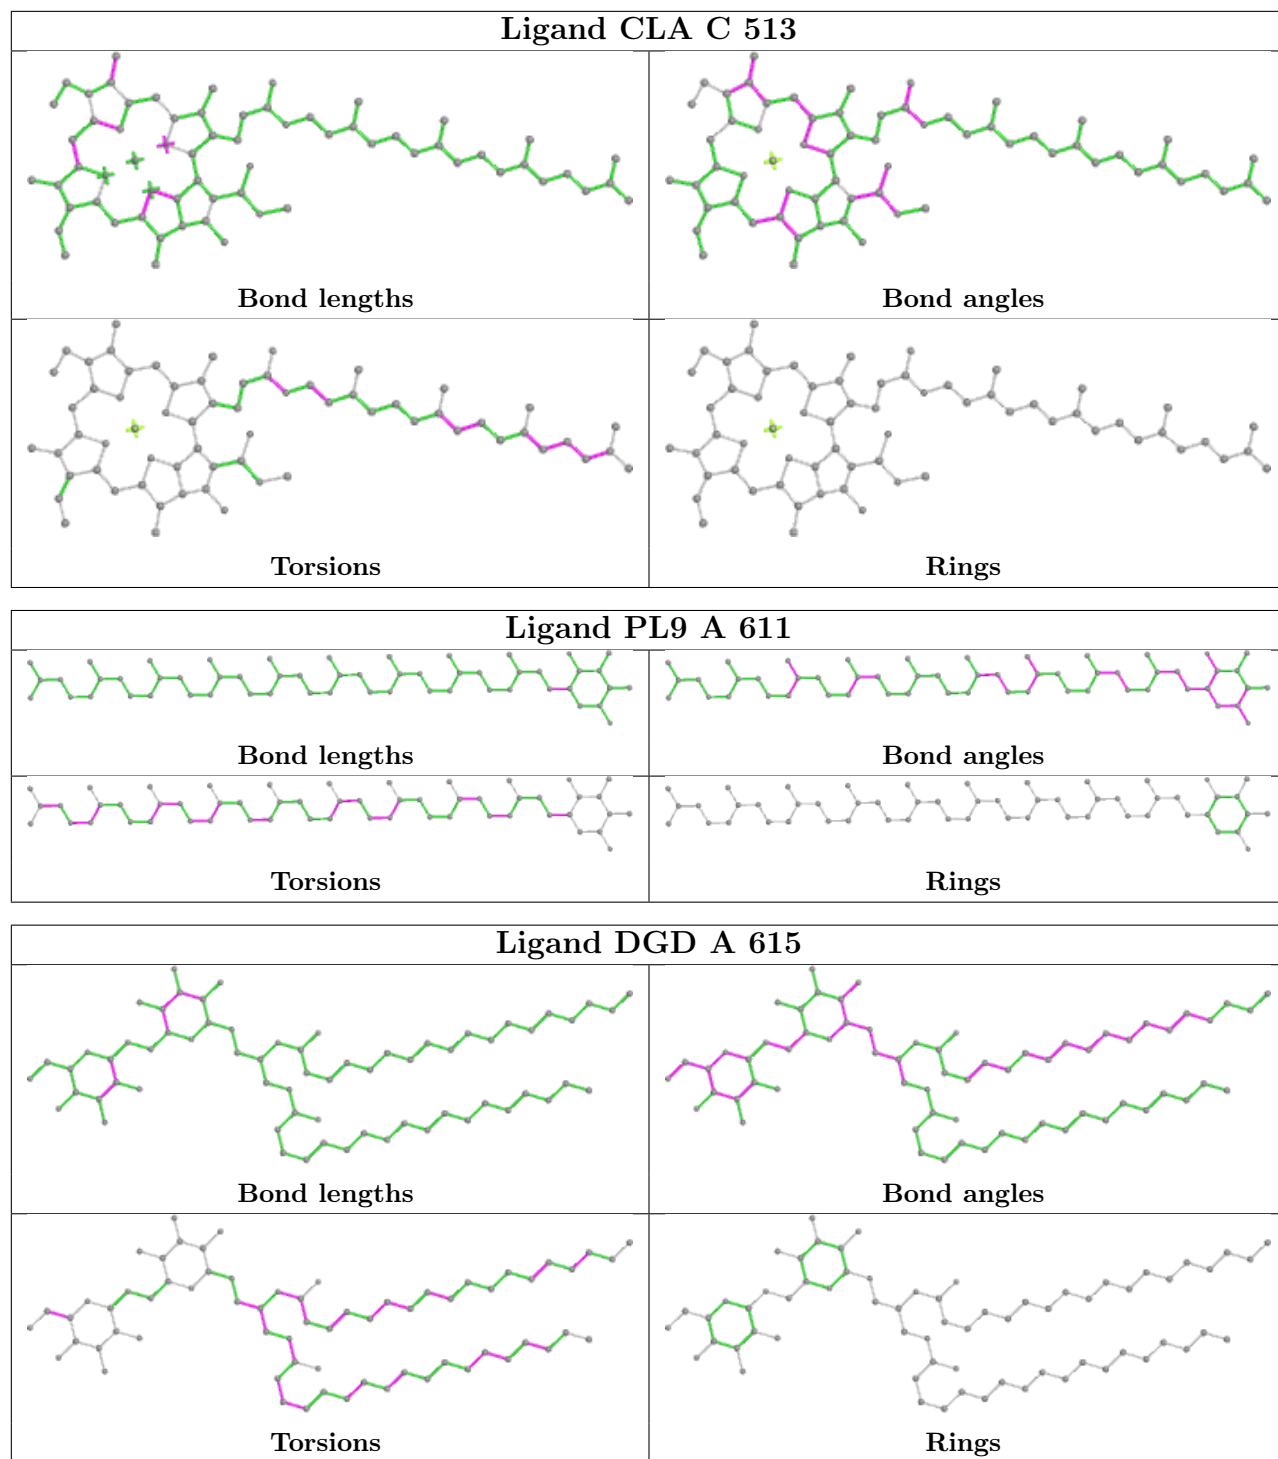 Ligand CLA C 513
Bond lengths
Bond angles
Torsions
Rings
Ligand PL9 A 611
Bond lengths
Bond angles
Torsions
Rings
Ligand DGD A 615
Bond lengths
Bond angles
Torsions
Rings